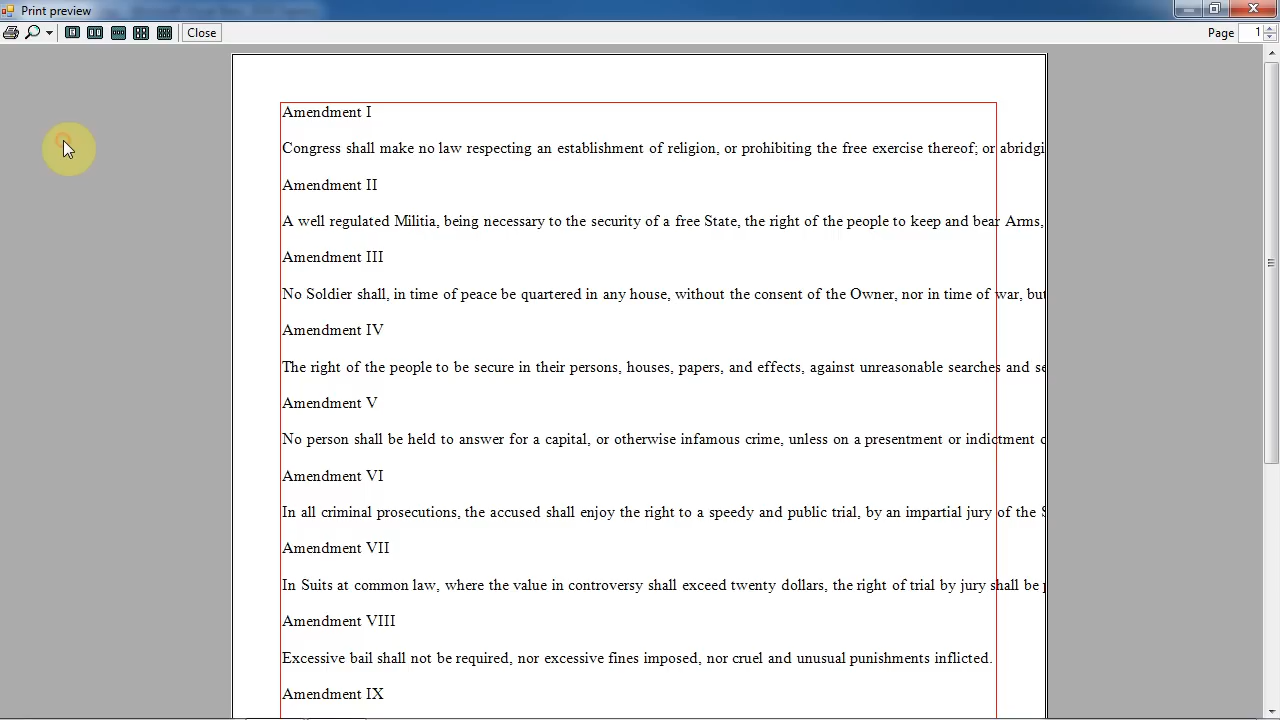 Print preview
Close
Page 1
Amendment I
Congress shall make no law respecting an establishment of religion, or prohibiting the free exercise thereof; or abridgi
Amendment II
A well regulated Militia, being necessary to the security of a free State, the right of the people to keep and bear Arms,
Amendment III
No Soldier shall, in time of peace be quartered in any house, without the consent of the Owner, nor in time of war, but
Amendment IV
The right of the people to be secure in their persons, houses, papers, and effects, against unreasonable searches and se
Amendment V
No person shall be held to answer for a capital, or otherwise infamous crime, unless on a presentment or indictment
Amendment VI
In all criminal prosecutions, the accused shall enjoy the right to a speedy and public trial, by an impartial jury of the
Amendment VII
In Suits at common law, where the value in controversy shall exceed twenty dollars, the right of trial by jury shall be
Amendment VIII
Excessive bail shall not be required, nor excessive fines imposed, nor cruel and unusual punishments inflicted.
Amendment IX